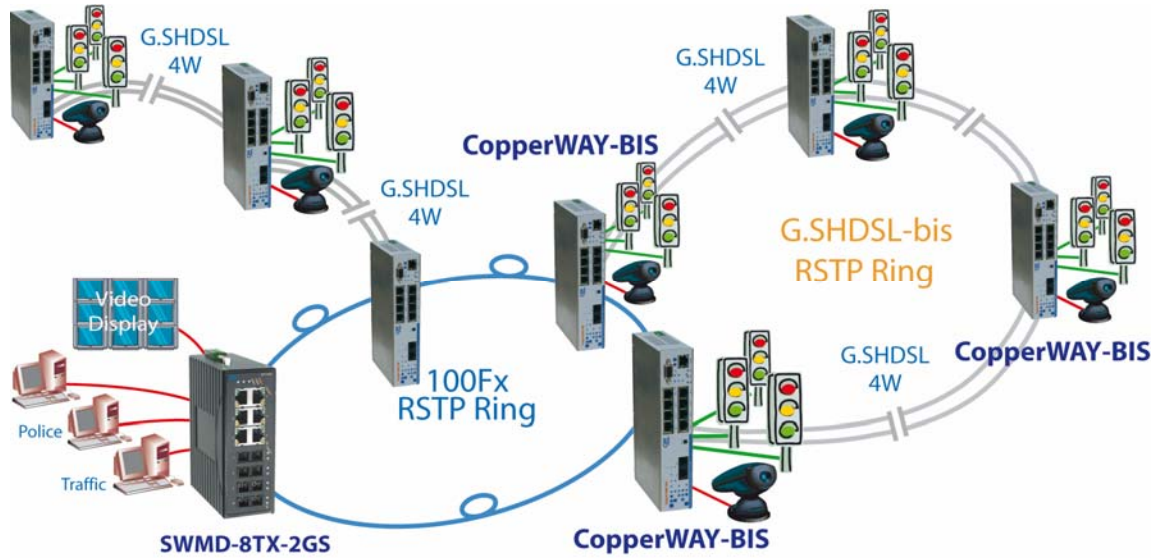 G.SHDSL
4W
G.SHDSL
4W
CopperWAY-BIS
G.SHDSL
4W
G.SHDSL-bis
RSTP Ring
Video
Display
100Fx
RSTP Ring
G.SHDSL
4W
CopperWAY-BIS
Police
Traffic
SWMD-8TX-2GS
CopperWAY-BIS